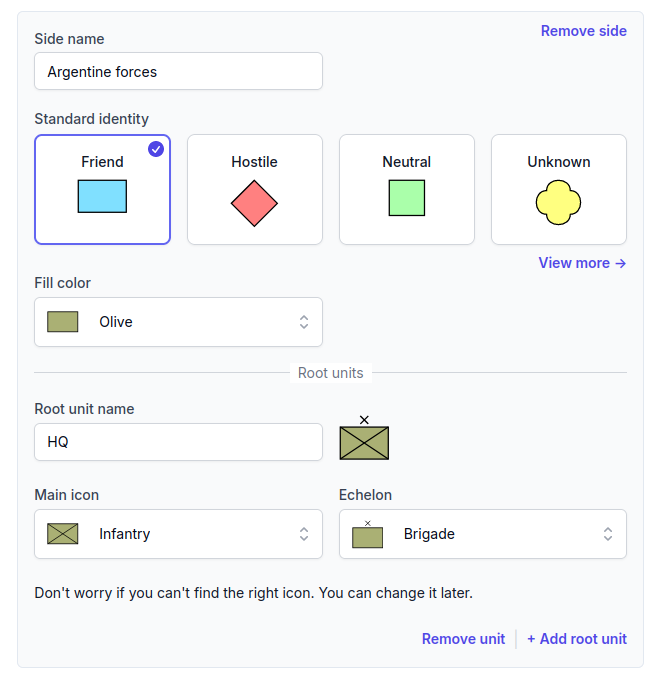 Side name
Remove side
Argentine forces
Standard identity
Friend
Hostile
Neutral
Unknown
View more →
Fill color
Olive
Root units
Root unit name
HQ
Main icon
Echelon
Infantry
Brigade
Don't worry if you can't find the right icon. You can change it later.
Remove unit
+ Add root unit